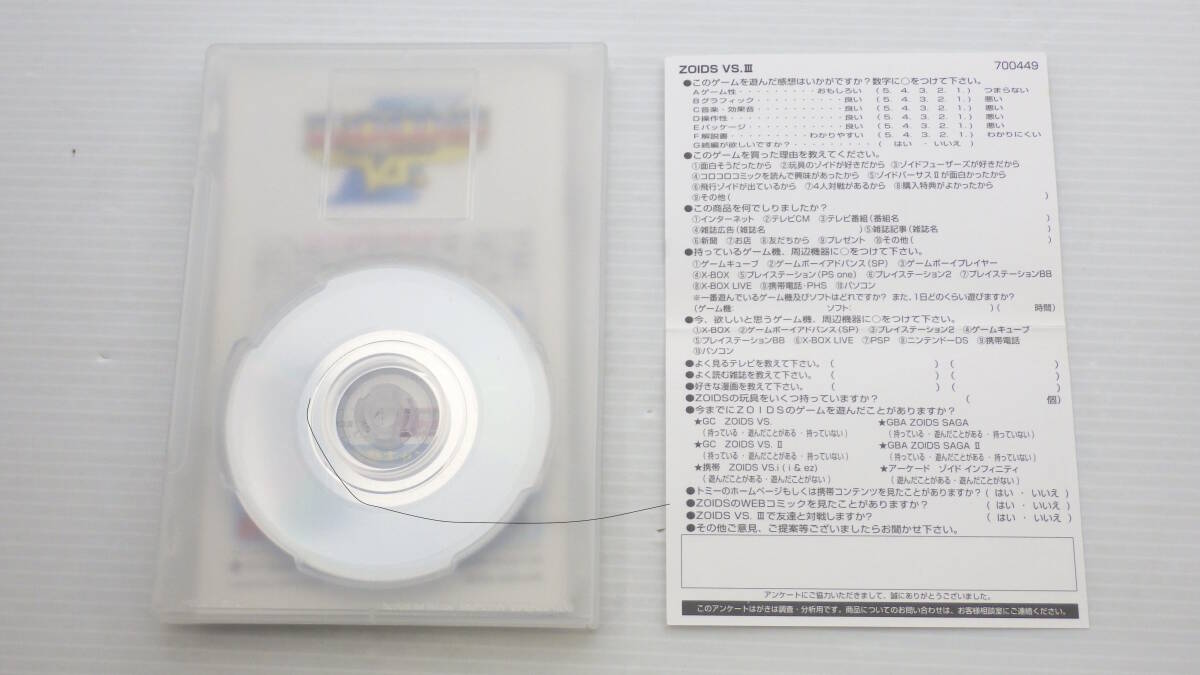 ZOIDS VS.Ⅲ 700449
●このゲームを遊んだ感想はいかがですか?数字に○をつけて下さい。
Aゲーム性・・・・・・・・・おもしろい (5. 4. 3. 2. 1.) つまらない
Bグラフィック・・・・・・・・・・・良い (5. 4. 3. 2. 1.) 悪い
C音楽・効果音・・・・・・・・・・・良い (5. 4. 3. 2. 1.) 悪い
D操作性・・・・・・・・・・・・・・良い (5. 4. 3. 2. 1.) 悪い
Eパッケージ・・・・・・・・・・・・良い (5. 4. 3. 2. 1.) 悪い
F解説書・・・・・・・・・わかりやすい (5. 4. 3. 2. 1.) わかりにくい
G続編が欲しいですか?・・・・・・・・・・( はい ・ いいえ )
●このゲームを買った理由を教えてください。
①面白そうだったから ②玩具のゾイドが好きだから ③ゾイドフューザーズが好きだから
④コロコロコミックを読んで興味があったから ⑤ゾイドバーサスⅡが面白かったから
⑥飛行ゾイドが出ているから ⑦4人対戦があるから ⑧購入特典がよかったから
⑨その他( )
●この商品を何でしりましたか?
①インターネット ②テレビCM ③テレビ番組(番組名 )
④雑誌広告(雑誌名 )⑤雑誌記事(雑誌名 )
⑥新聞 ⑦お店 ⑧友だちから ⑨プレゼント ⑩その他( )
●持っているゲーム機、周辺機器に○をつけて下さい。
①ゲームキューブ ②ゲームボーイアドバンス(SP) ③ゲームボーイプレイヤー
④X-BOX ⑤プレイステーション(PS one) ⑥プレイステーション2 ⑦プレイステーションBB
⑧X-BOX LIVE ⑨携帯電話・PHS ⑩パソコン
※一番遊んでいるゲーム機及びソフトはどれですか? また、1日どのくらい遊びますか?
(ゲーム機: ソフト: )( 時間)
●今、欲しいと思うゲーム機、周辺機器に○をつけて下さい。
①X-BOX ②ゲームボーイアドバンス(SP) ③プレイステーション2 ④ゲームキューブ
⑤プレイステーションBB ⑥X-BOX LIVE ⑦PSP ⑧ニンテンドーDS ⑨携帯電話
⑩パソコン
●よく見るテレビを教えて下さい。( ) ( )
●よく読む雑誌を教えて下さい。 ( ) ( )
●好きな漫画を教えて下さい。 ( ) ( )
●ZOIDSの玩具をいくつ持っていますか? ( 個)
●今までにZOIDSのゲームを遊んだことがありますか?
★GC ZOIDS VS. ★GBA ZOIDS SAGA
(持っている・遊んだことがある・持っていない) (持っている・遊んだことがある・持っていない)
★GC ZOIDS VS. Ⅱ ★GBA ZOIDS SAGA Ⅱ
(持っている・遊んだことがある・持っていない) (持っている・遊んだことがある・持っていない)
★携帯 ZOIDS VS.i (i & ez) ★アーケード ゾイド インフィニティ
(遊んだことがある・遊んだことがない) (遊んだことがある・遊んだことがない)
●トミーのホームページもしくは携帯コンテンツを見たことがありますか?( はい ・ いいえ )
●ZOIDSのWEBコミックを見たことがありますか? ( はい ・ いいえ )
●ZOIDS VS. Ⅲで友達と対戦しますか? ( はい ・ いいえ )
●その他ご意見、ご提案等ございましたらお聞かせ下さい。
アンケートにご協力いただきまして、誠にありがとうございました。
このアンケートはがきは調査・分析用です。商品についてのお問い合わせは、お客様相談室にご連絡ください。